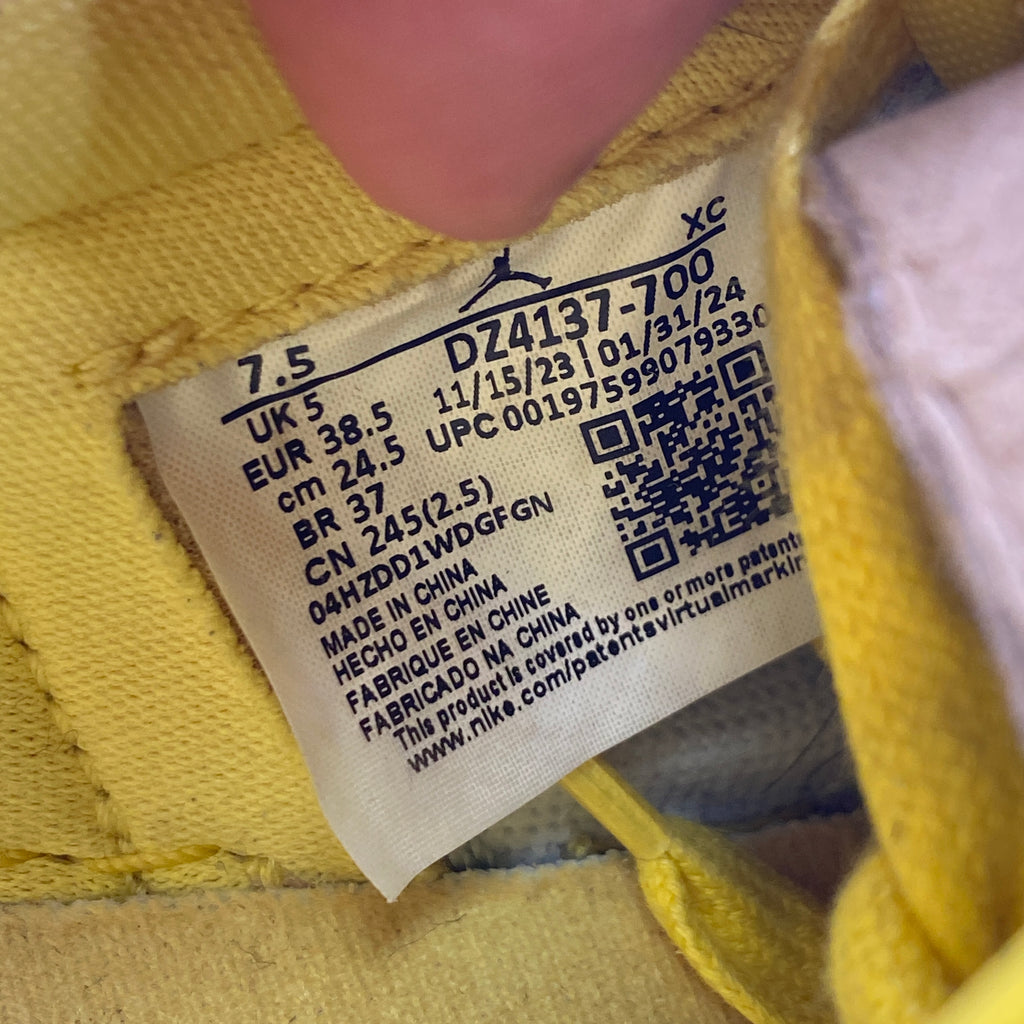 XC
7.5
DZ4137-700
UK 5
11/15/23 | 01/31/24
EUR 38.5
UPC 00197599079330
cm 24.5
BR 37
CN 245(2.5)
04HZDD1WDGFGN
MADE IN CHINA
HECHO EN CHINA
FABRIQUE EN CHINE
FABRICADO NA CHINA
This product is covered by one or more patents
www.nike.com/patentsvirtualmarkin